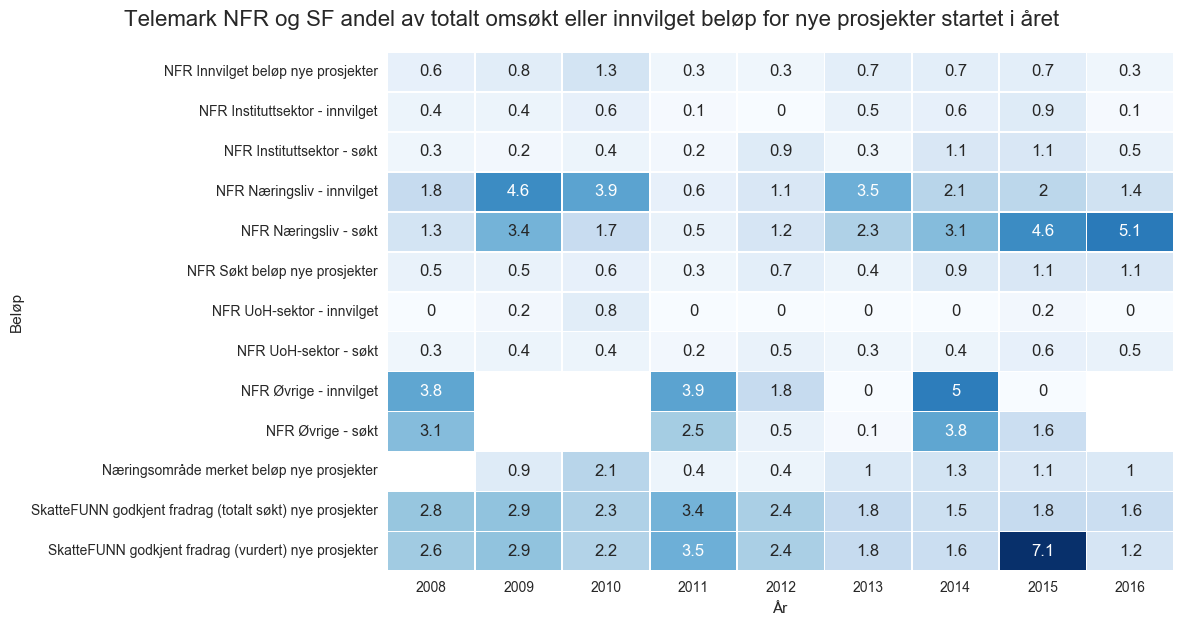 Telemark NFR og SF andel av totalt omsøkt eller innvilget beløp for nye prosjekter startet i året
NFR Innvilget beløp nye prosjekter 0.6 0.8 1.3 0.3 0.3 0.7 0.7 0.7 0.3
NFR Instituttsektor - innvilget 0.4 0.4 0.6 0.1 0 0.5 0.6 0.9 0.1
NFR Instituttsektor - søkt 0.3 0.2 0.4 0.2 0.9 0.3 1.1 1.1 0.5
NFR Næringsliv - innvilget 1.8 4.6 3.9 0.6 1.1 3.5 2.1 2 1.4
NFR Næringsliv - søkt 1.3 3.4 1.7 0.5 1.2 2.3 3.1 4.6 5.1
NFR Søkt beløp nye prosjekter 0.5 0.5 0.6 0.3 0.7 0.4 0.9 1.1 1.1
NFR UoH-sektor - innvilget 0 0.2 0.8 0 0 0 0 0.2 0
NFR UoH-sektor - søkt 0.3 0.4 0.4 0.2 0.5 0.3 0.4 0.6 0.5
NFR Øvrige - innvilget 3.8 3.9 1.8 0 5 0
NFR Øvrige - søkt 3.1 2.5 0.5 0.1 3.8 1.6
Næringsområde merket beløp nye prosjekter 0.9 2.1 0.4 0.4 1 1.3 1.1 1
SkatteFUNN godkjent fradrag (totalt søkt) nye prosjekter 2.8 2.9 2.3 3.4 2.4 1.8 1.5 1.8 1.6
SkatteFUNN godkjent fradrag (vurdert) nye prosjekter 2.6 2.9 2.2 3.5 2.4 1.8 1.6 7.1 1.2
2008 2009 2010 2011 2012 2013 2014 2015 2016
År
Beløp